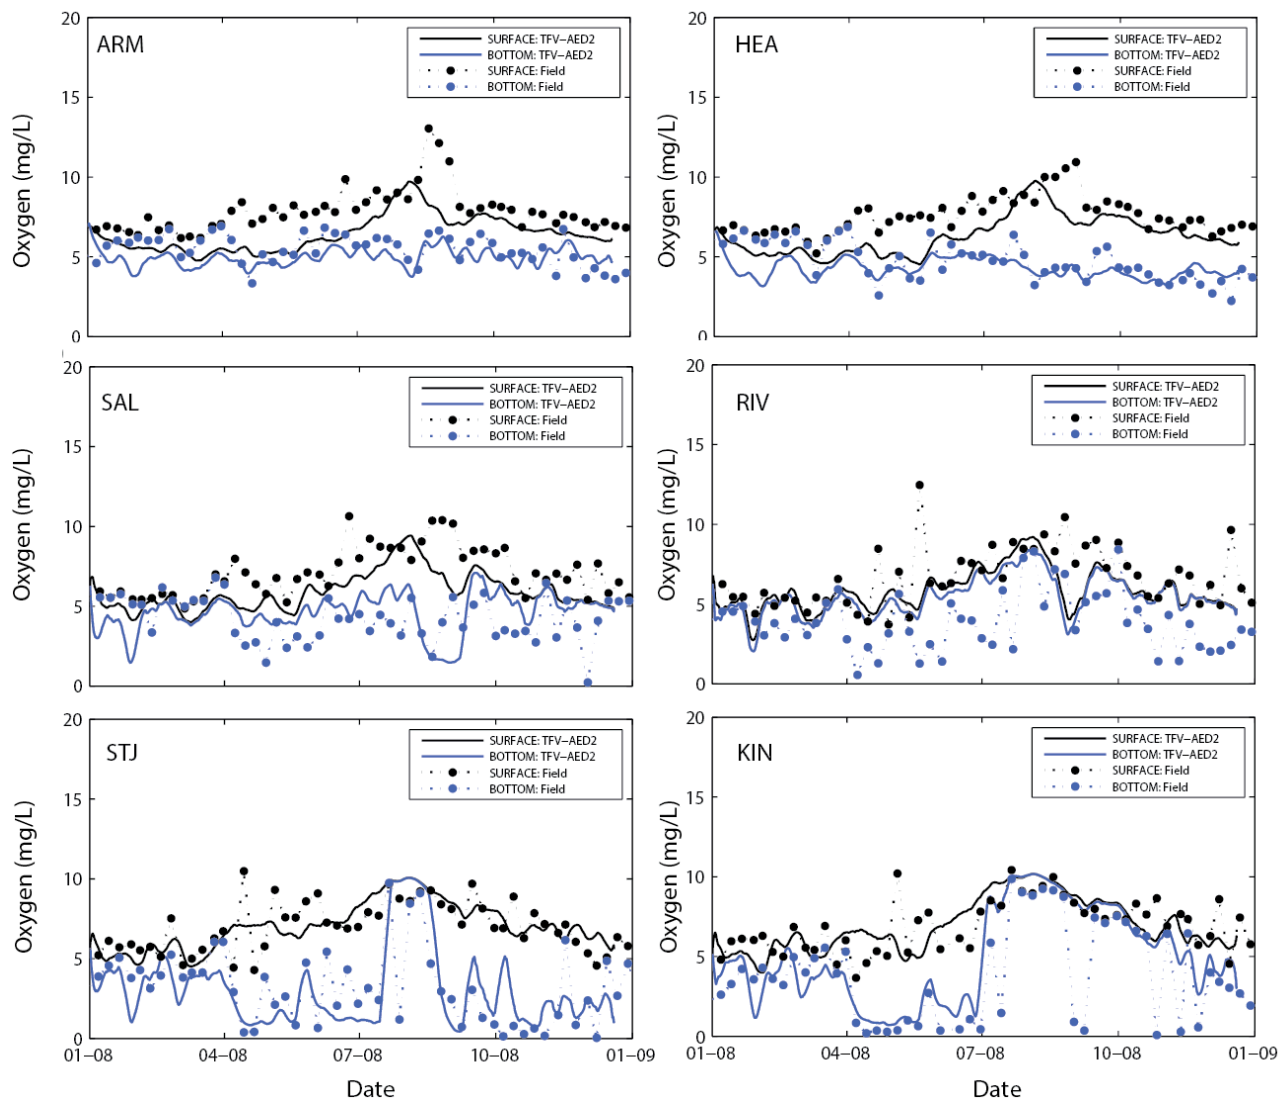 20
15
10
5
0
Oxygen (mg/L)
ARM
SURFACE: TFV-AED2
BOTTOM: TFV-AED2
SURFACE: Field
BOTTOM: Field
20
15
10
5
0
Oxygen (mg/L)
HEA
SURFACE: TFV-AED2
BOTTOM: TFV-AED2
SURFACE: Field
BOTTOM: Field
20
15
10
5
0
Oxygen (mg/L)
SAL
SURFACE: TFV-AED2
BOTTOM: TFV-AED2
SURFACE: Field
BOTTOM: Field
20
15
10
5
0
Oxygen (mg/L)
RIV
SURFACE: TFV-AED2
BOTTOM: TFV-AED2
SURFACE: Field
BOTTOM: Field
20
15
10
5
0
Oxygen (mg/L)
STJ
SURFACE: TFV-AED2
BOTTOM: TFV-AED2
SURFACE: Field
BOTTOM: Field
01-08 04-08 07-08 10-08 01-09
Date
20
15
10
5
0
Oxygen (mg/L)
KIN
SURFACE: TFV-AED2
BOTTOM: TFV-AED2
SURFACE: Field
BOTTOM: Field
01-08 04-08 07-08 10-08 01-09
Date